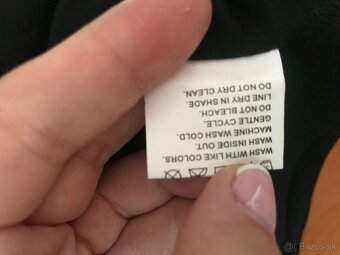 WASH WITH LIKE COLORS.
WASH INSIDE OUT.
MACHINE WASH COLD.
GENTLE CYCLE.
DO NOT BLEACH.
LINE DRY IN SHADE.
DO NOT DRY CLEAN.
© Bazos.sk